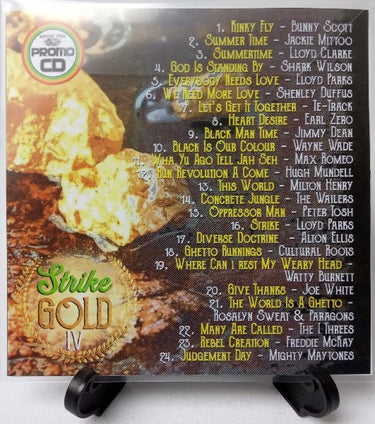 PROMO
CD
1. Kinky Fly - Bunny Scott
2. Summer Time - Jackie Mittoo
3. Summertime - Lloyd Clarke
4. God Is Standing By - Shark Wilson
5. Everybody Needs Love - Lloyd Parks
6. We Need More Love - Shenley Duffus
7. Let's Get It Together - Te-Track
8. Heart Desire - Earl Zero
9. Black Man Time - Jimmy Dean
10. Black Is Our Colour - Wayne Wade
11. Wha Yu Ago Tell Jah Seh - Max Romeo
12. Run Revolution A Come - Hugh Mundell
13. This World - Milton Henry
14. Concrete Jungle - The Wailers
15. Oppressor Man - Peter Tosh
16. Strike - Lloyd Parks
17. Diverse Doctrine - Alton Ellis
18. Ghetto Runnings - Cultural Roots
19. Where Can I rest My Weary Head -
Watty Burnett
20. Give Thanks - Joe White
21. The World Is A Ghetto -
Rosalyn Sweat & Paragons
22. Many Are Called - The I Threes
23. Rebel Creation - Freddie McKay
24. Judgement Day - Mighty Maytones
Strike
GOLD
IV